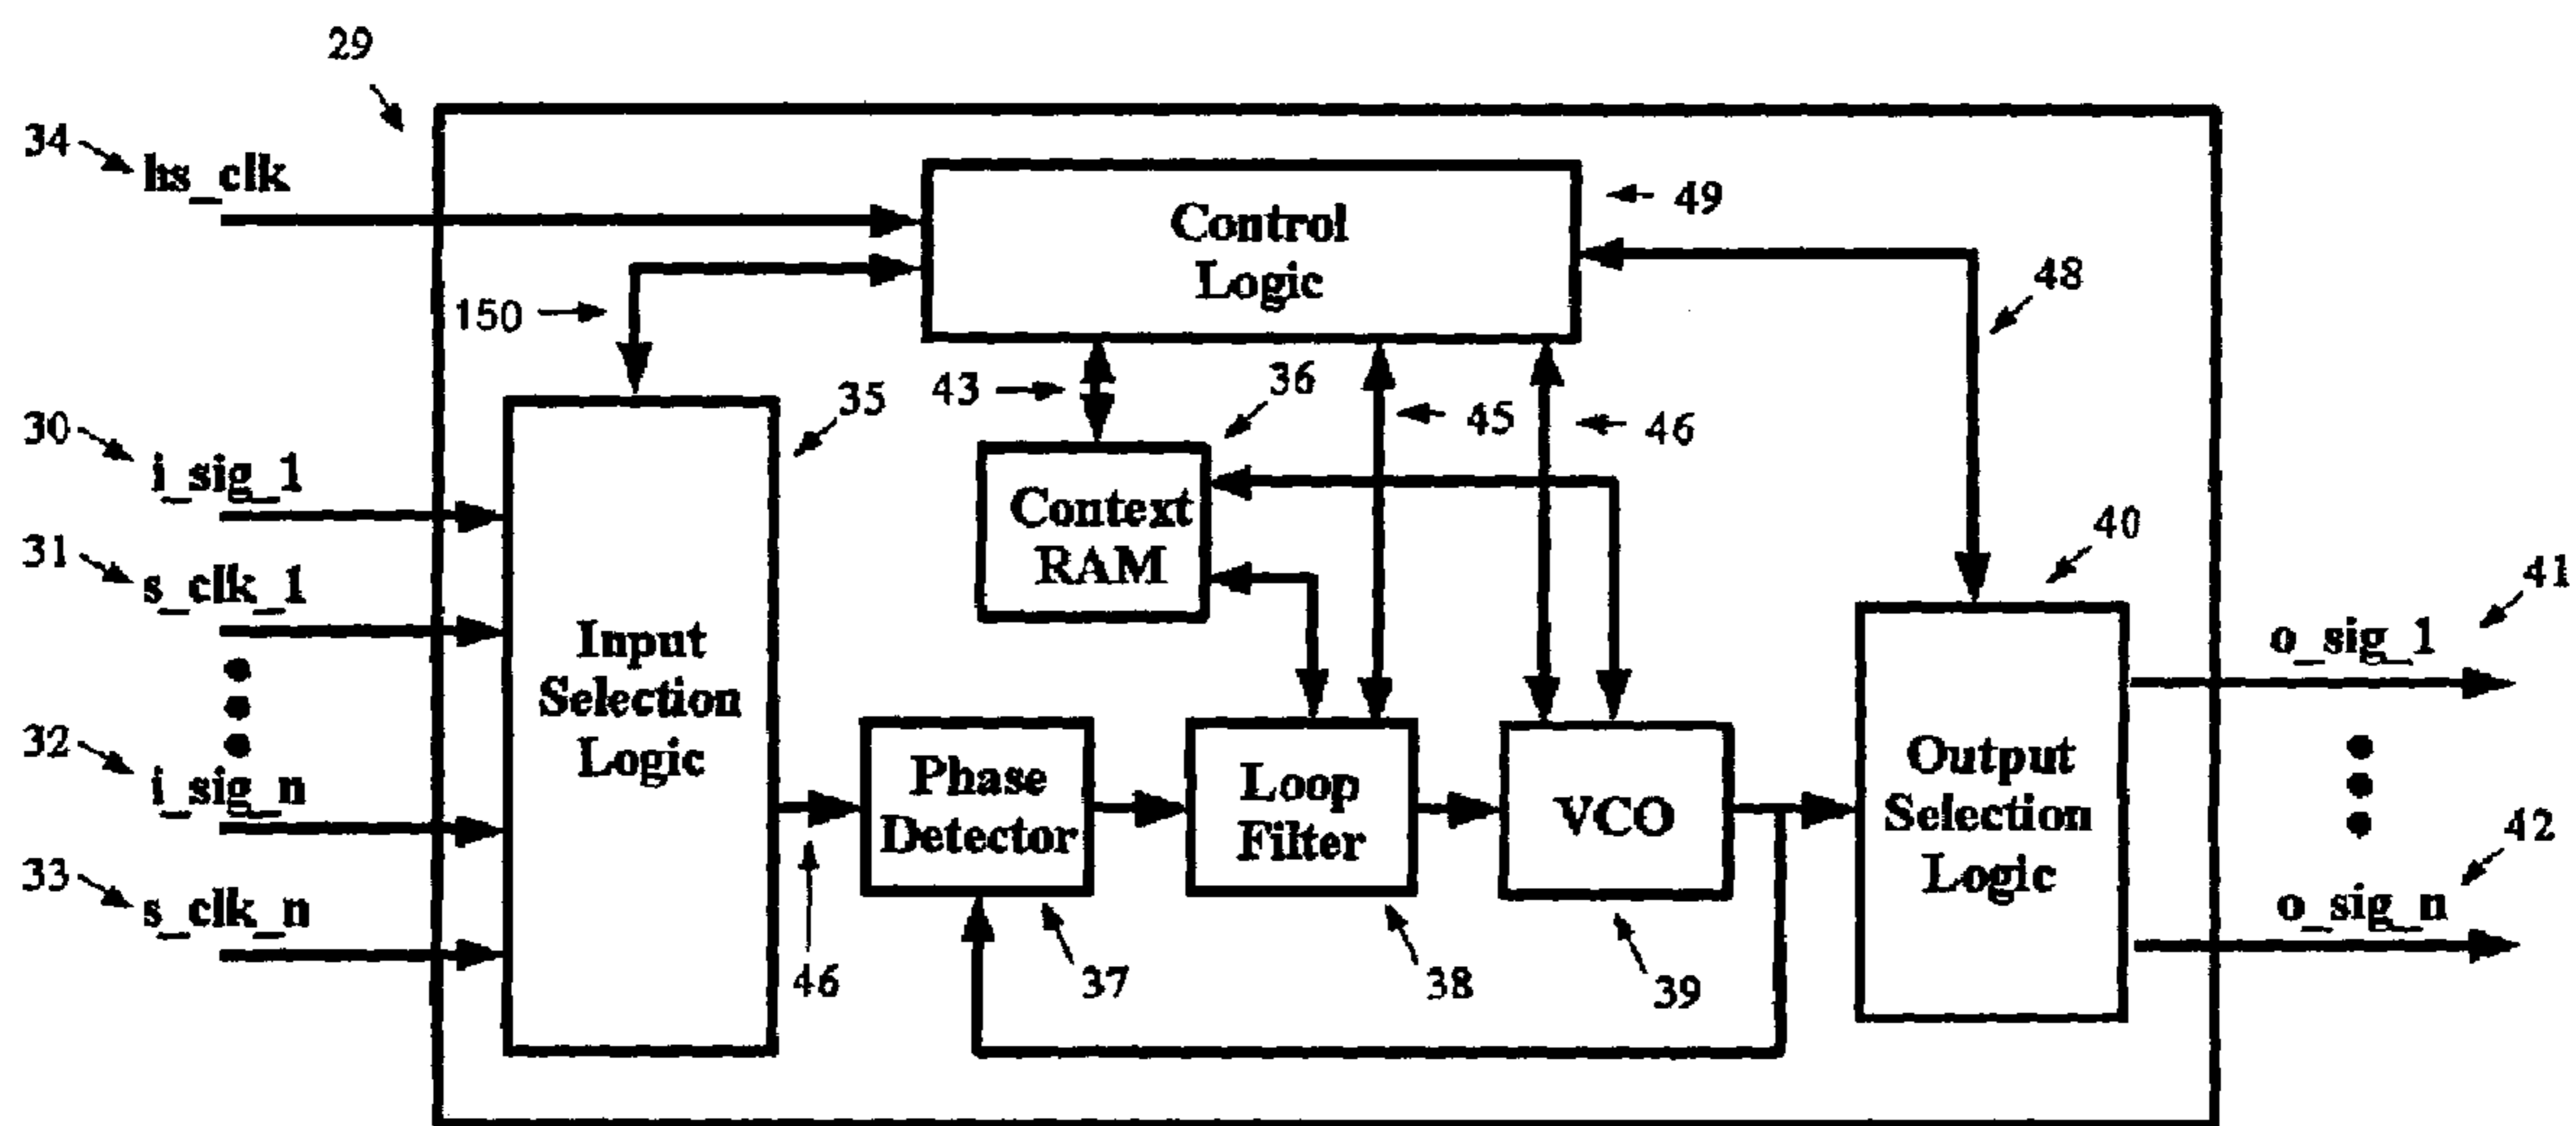 29
34
hs_clk
Control
Logic
49
48
150
43
36
45
46
35
30
i_sig_1
31
s_clk_1
32
i_sig_n
33
s_clk_n
Input
Selection
Logic
Context
RAM
40
41
o_sig_1
Phase
Detector
Loop
Filter
VCO
Output
Selection
Logic
42
o_sig_n
46
37
38
39